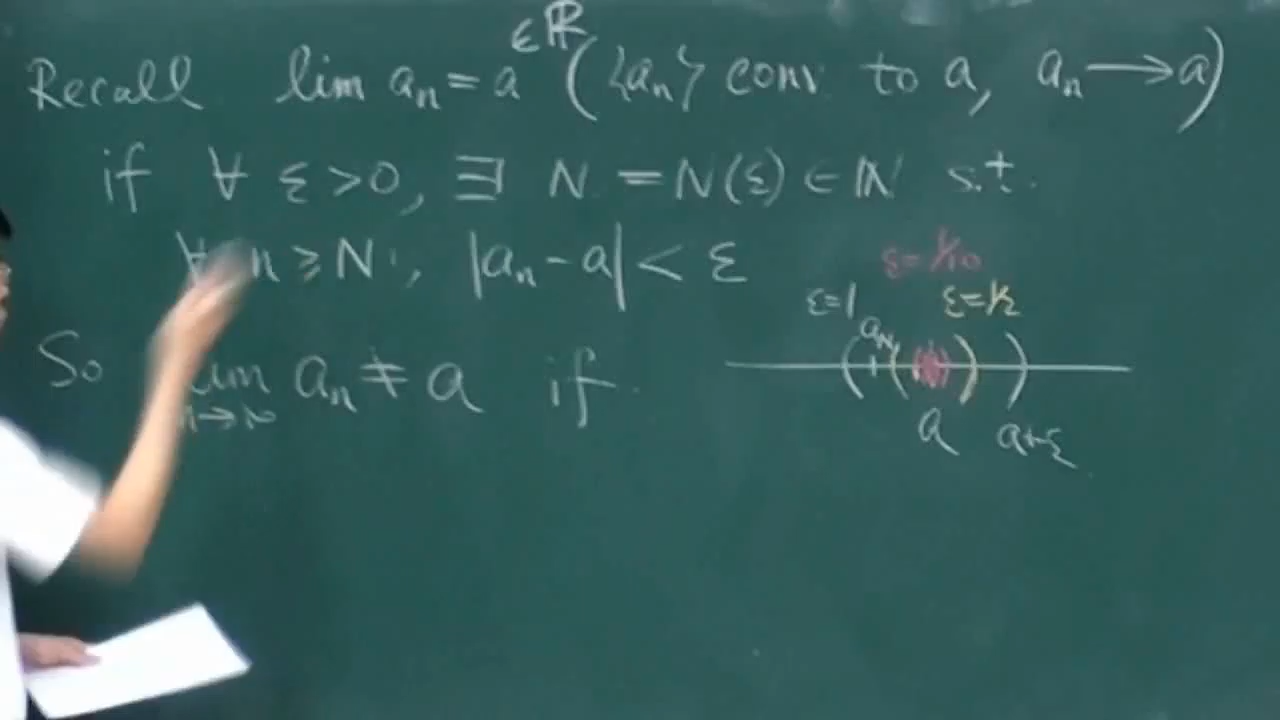 Recall lim aₙ = a ∈ℝ ({aₙ} conv. to a, aₙ → a)
if ∀ ε > 0, ∃ N = N(ε) ∈ ℕ s.t.
∀ n ≥ N, |aₙ - a| < ε
So lim aₙ ≠ a if
n→∞
ε=1/10
ε=1
ε=1/2
a_N
a
a+ε